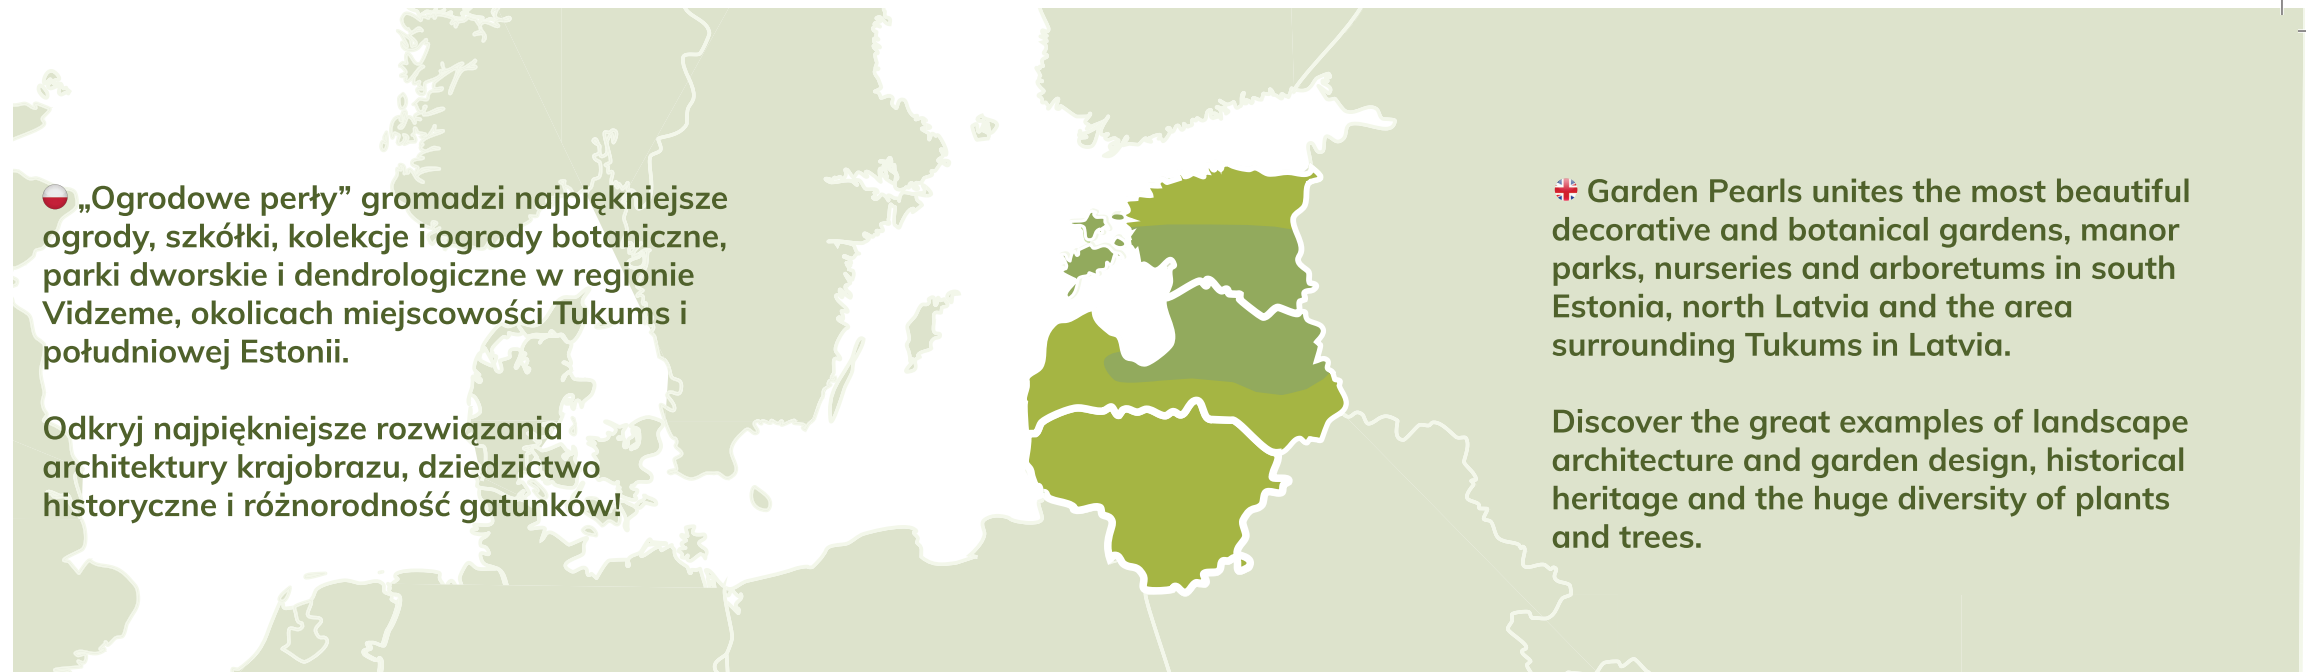 „Ogrodowe perły” gromadzi najpiękniejsze
ogrody, szkółki, kolekcje i ogrody botaniczne,
parki dworskie i dendrologiczne w regionie
Vidzeme, okolicach miejscowości Tukums i
południowej Estonii.
Odkryj najpiękniejsze rozwiązania
architektury krajobrazu, dziedzictwo
historyczne i różnorodność gatunków!
Garden Pearls unites the most beautiful
decorative and botanical gardens, manor
parks, nurseries and arboretums in south
Estonia, north Latvia and the area
surrounding Tukums in Latvia.
Discover the great examples of landscape
architecture and garden design, historical
heritage and the huge diversity of plants
and trees.